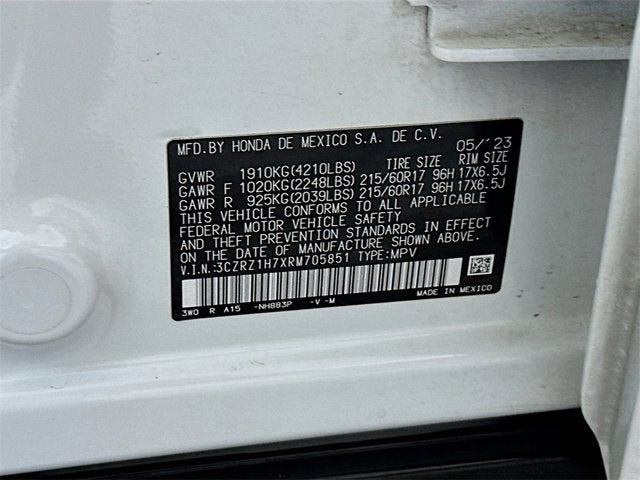 MFD.BY HONDA DE MEXICO S.A. DE C.V. 05/'23
GVWR 1910KG(4210LBS) TIRE SIZE RIM SIZE
GAWR F 1020KG(2248LBS) 215/60R17 96H 17X6.5J
GAWR R 925KG(2039LBS) 215/60R17 96H 17X6.5J
THIS VEHICLE CONFORMS TO ALL APPLICABLE
FEDERAL MOTOR VEHICLE SAFETY
AND THEFT PREVENTION STANDARDS IN EFFECT
ON THE DATE OF MANUFACTURE SHOWN ABOVE.
V.I.N.:3CZRZ1H7XRM705851 TYPE:MPV
3WO R A15 -NH883P -V -M MADE IN MEXICO